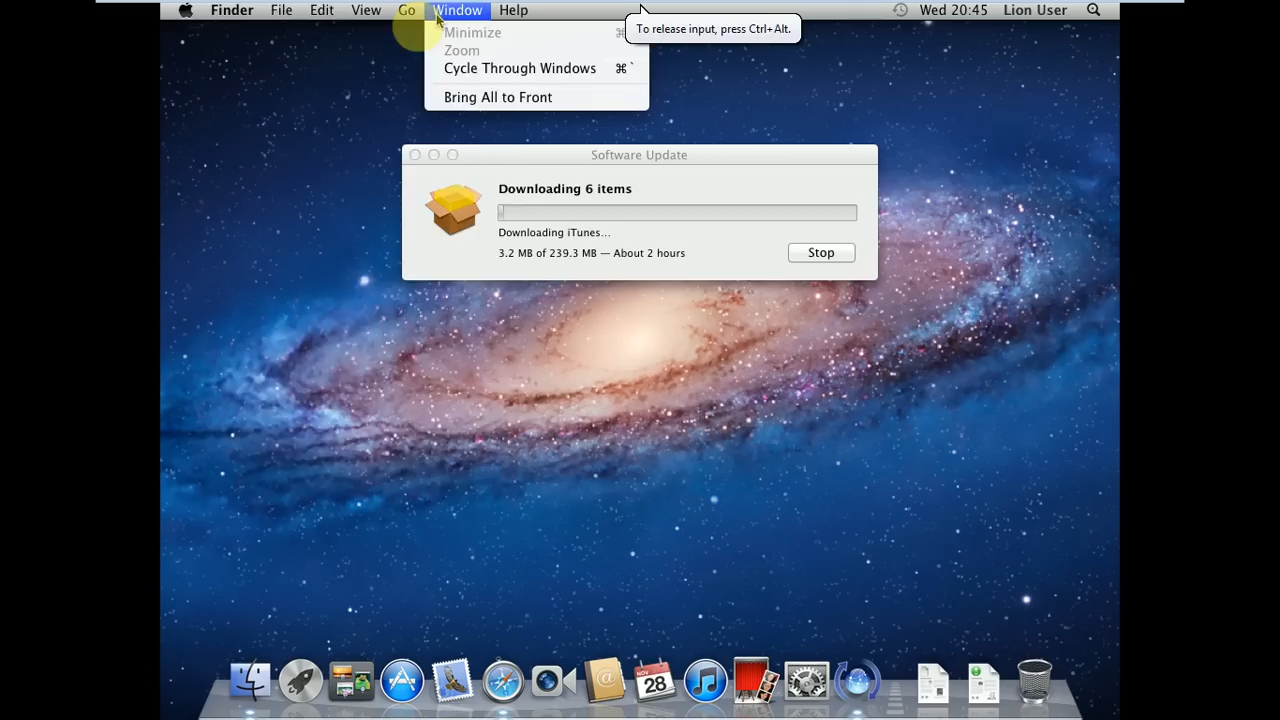 Finder File Edit View Go Window Help Wed 20:45 Lion User
To release input, press Ctrl+Alt.
Minimize ⌘
Zoom
Cycle Through Windows ⌘`
Bring All to Front
Software Update
Downloading 6 items
Downloading iTunes...
3.2 MB of 239.3 MB — About 2 hours
Stop
NOV
28